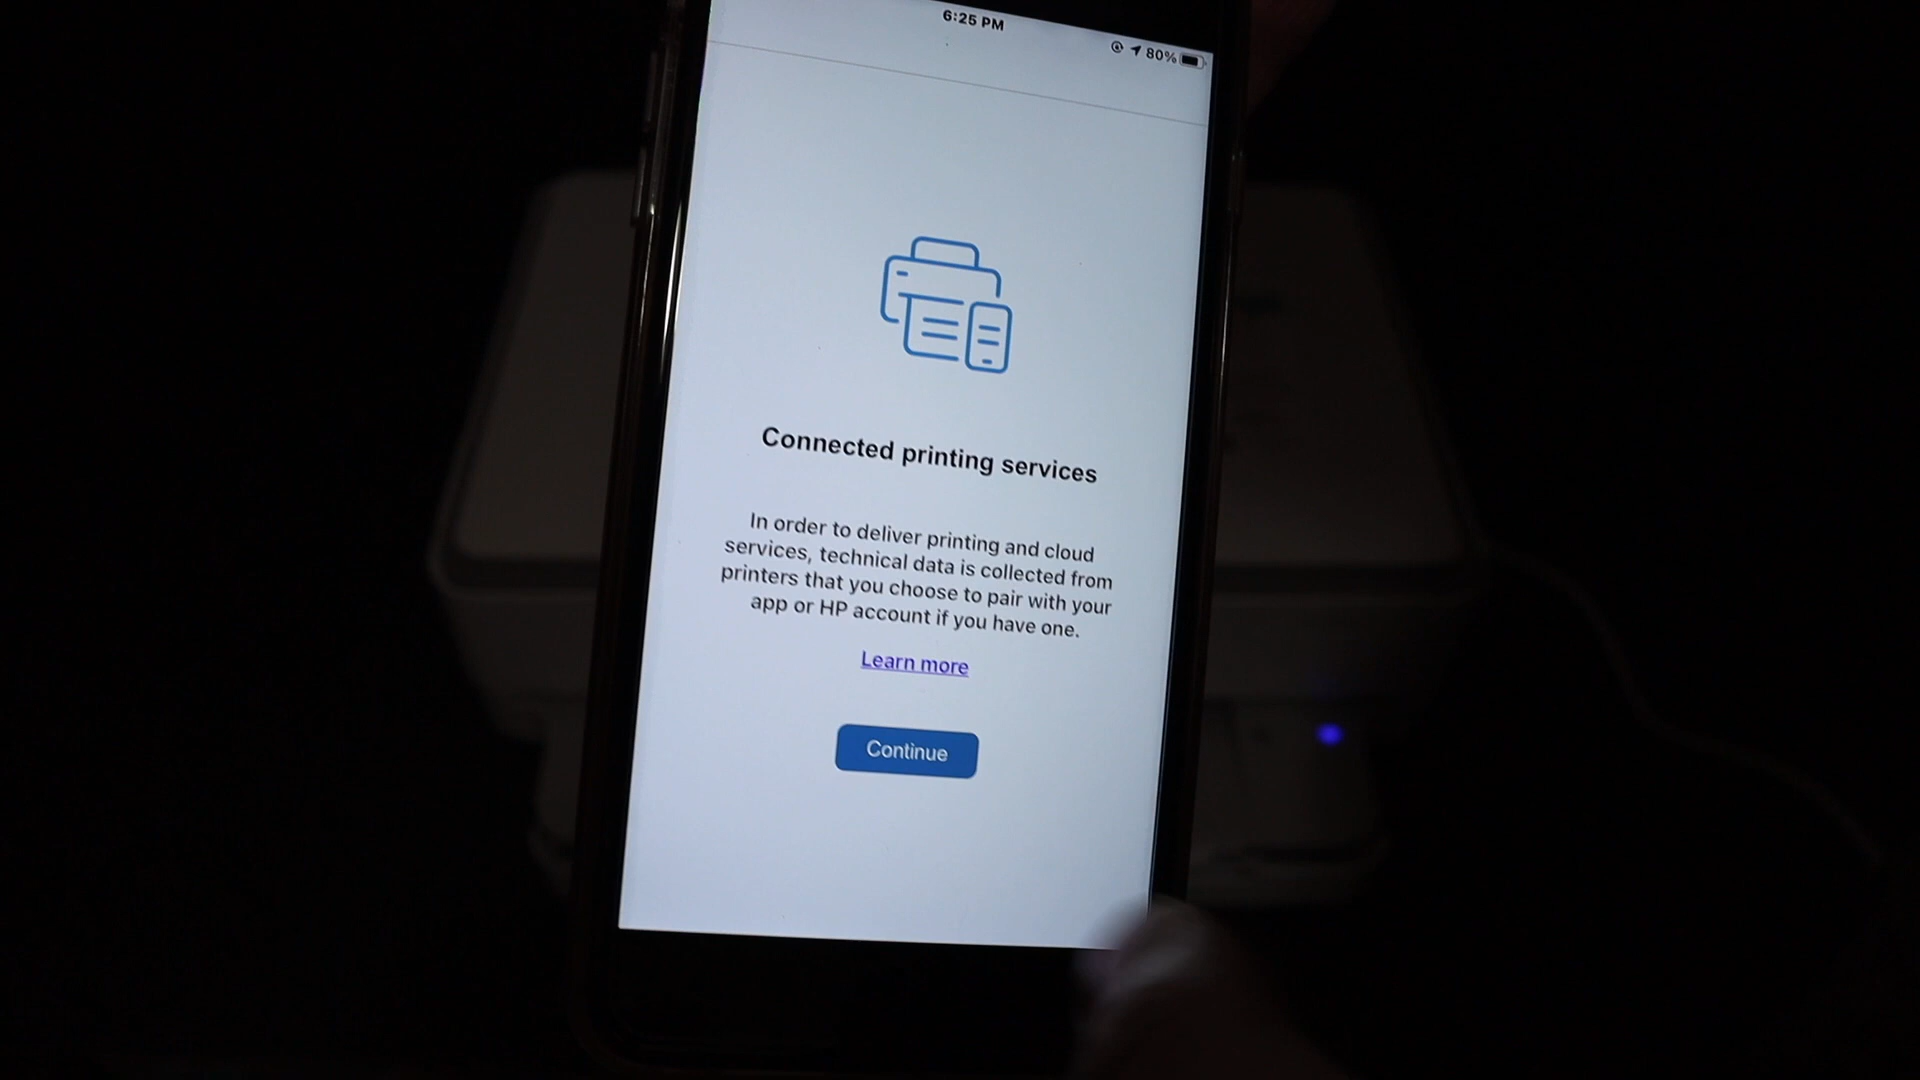 6:25 PM
80%
Connected printing services
In order to deliver printing and cloud
services, technical data is collected from
printers that you choose to pair with your
app or HP account if you have one.
Learn more
Continue